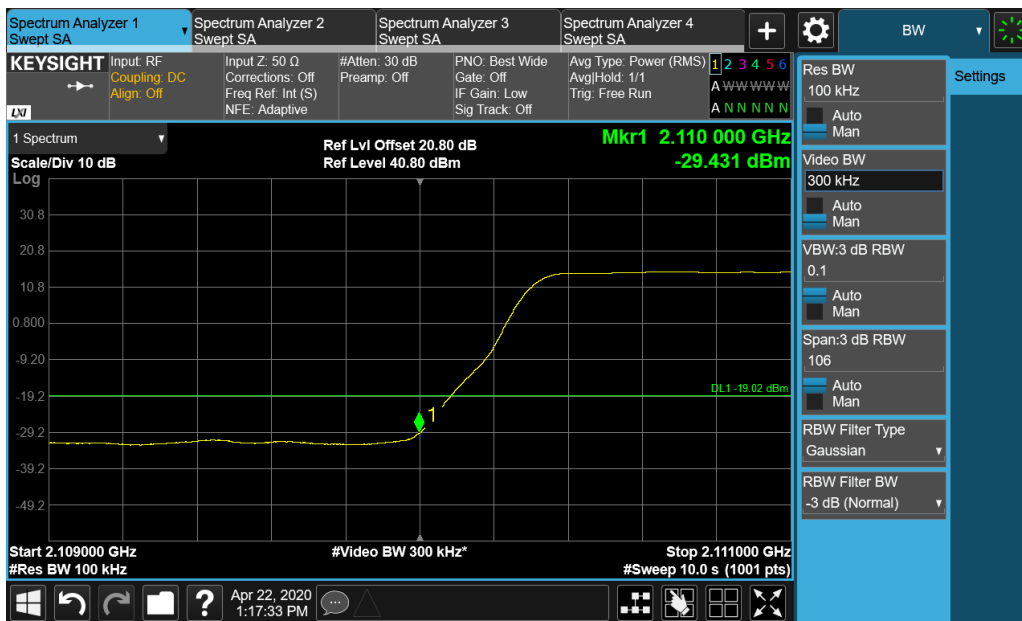 Spectrum Analyzer 1
Swept SA
Spectrum Analyzer 2
Swept SA
Spectrum Analyzer 3
Swept SA
Spectrum Analyzer 4
Swept SA
+
BW
KEYSIGHT
LXI
Input: RF
Coupling: DC
Align: Off
Input Z: 50 Ω
Corrections: Off
Freq Ref: Int (S)
NFE: Adaptive
#Atten: 30 dB
Preamp: Off
PNO: Best Wide
Gate: Off
IF Gain: Low
Sig Track: Off
Avg Type: Power (RMS)
Avg|Hold: 1/1
Trig: Free Run
1 2 3 4 5 6
A W W W W W
A N N N N N
1 Spectrum
Scale/Div 10 dB
Log
Ref Lvl Offset 20.80 dB
Ref Level 40.80 dBm
Mkr1 2.110 000 GHz
-29.431 dBm
30.8
20.8
10.8
0.800
-9.20
-19.2
-29.2
-39.2
-49.2
DL1 -19.02 dBm
1
Start 2.109000 GHz
#Res BW 100 kHz
#Video BW 300 kHz*
Stop 2.111000 GHz
#Sweep 10.0 s (1001 pts)
Res BW
100 kHz
Auto
Man
Video BW
300 kHz
Auto
Man
VBW:3 dB RBW
0.1
Auto
Man
Span:3 dB RBW
106
Auto
Man
RBW Filter Type
Gaussian
RBW Filter BW
-3 dB (Normal)
Settings
?
Apr 22, 2020
1:17:33 PM